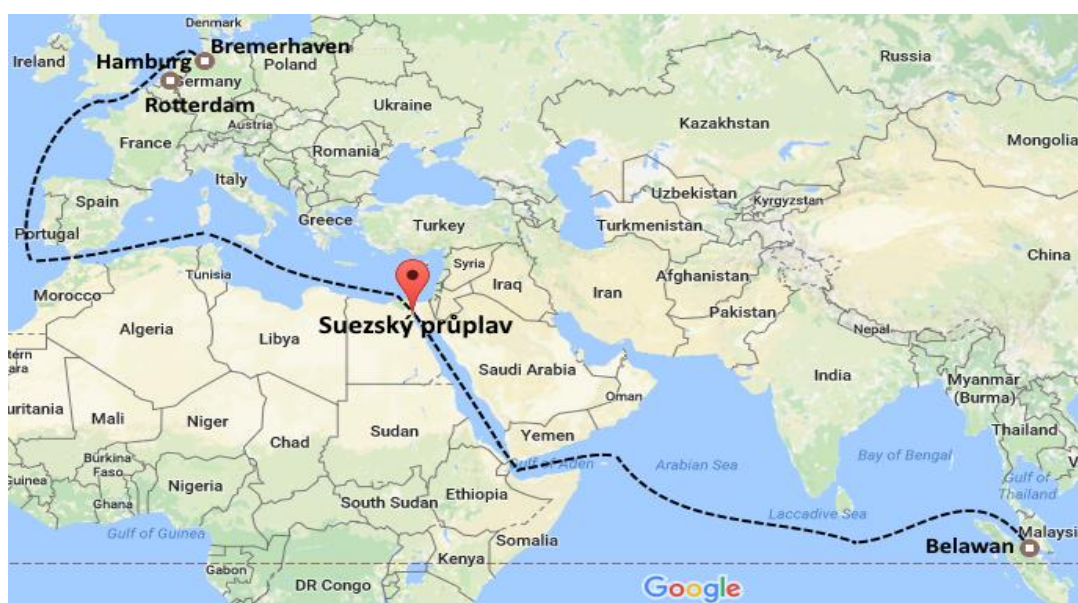 Denmark
Ireland
Bremerhaven
Hamburg
Poland
Germany
Rotterdam
Russia
Ukraine
Kazakhstan
Austria
France
Mongolia
Romania
Italy
Uzbekistan
Kyrgyzstan
Spain
Greece
Turkey
Turkmenistan
Portugal
China
Syria
Afghanistan
Tunisia
Iraq
Iran
Morocco
Pakistan
Suezský průplav
Algeria
Libya
Nepal
Saudi Arabia
India
Oman
Myanmar
(Burma)
Mali
Niger
Sudan
Yemen
Thailand
Chad
Burkina
Faso
Gulf of Aden
Arabian Sea
Bay of Bengal
Nigeria
Ethiopia
Gulf of
Thailand
Ghana
South Sudan
Laccadive Sea
Gulf of Guinea
Somalia
Malaysi
Belawan
Kenya
Gabon
DR Congo
Google